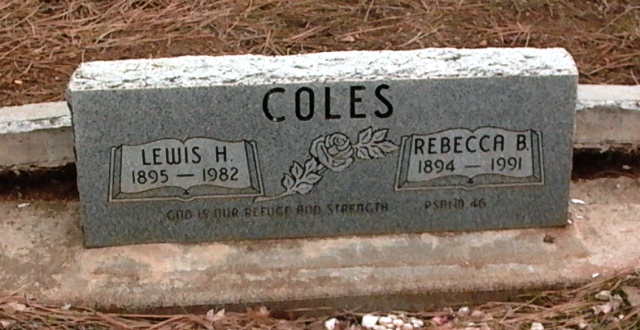 COLES
LEWIS H.
1895 — 1982
REBECCA B.
1894 — 1991
GOD IS OUR REFUGE AND STRENGTH PSALM 46